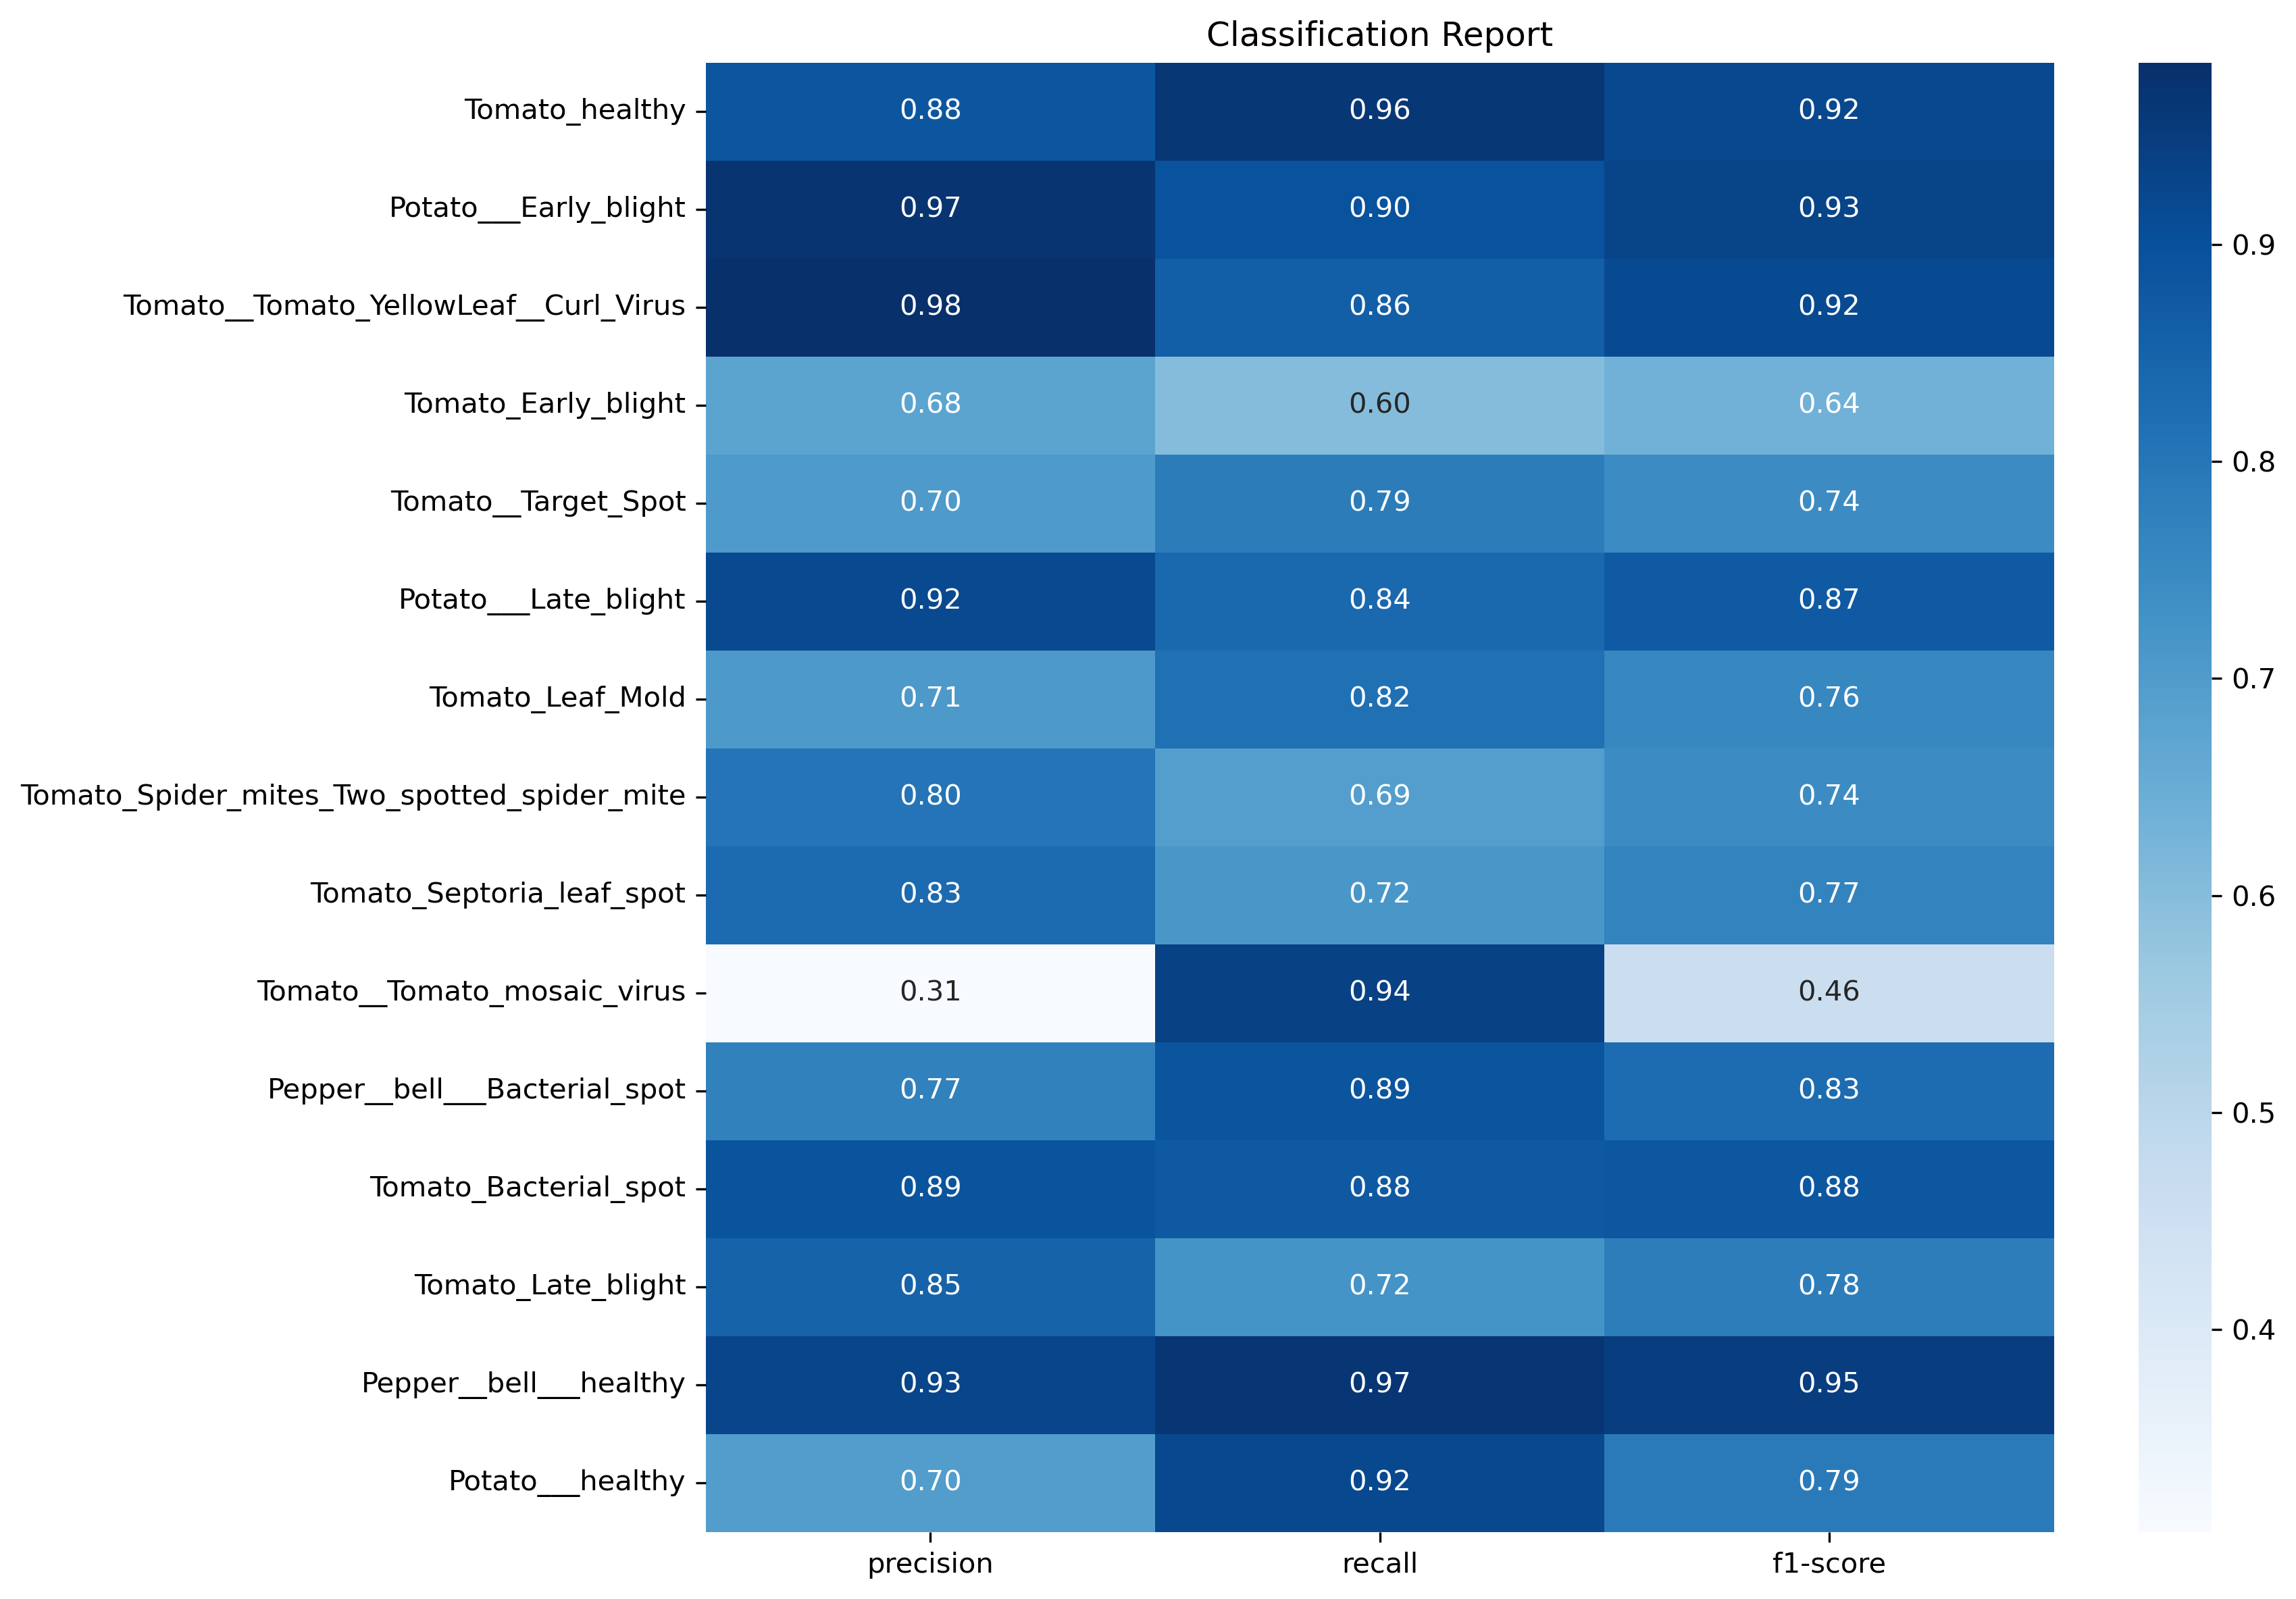 Classification Report
Tomato_healthy 0.88 0.96 0.92
Potato___Early_blight 0.97 0.90 0.93
Tomato__Tomato_YellowLeaf__Curl_Virus 0.98 0.86 0.92
Tomato_Early_blight 0.68 0.60 0.64
Tomato__Target_Spot 0.70 0.79 0.74
Potato___Late_blight 0.92 0.84 0.87
Tomato_Leaf_Mold 0.71 0.82 0.76
Tomato_Spider_mites_Two_spotted_spider_mite 0.80 0.69 0.74
Tomato_Septoria_leaf_spot 0.83 0.72 0.77
Tomato__Tomato_mosaic_virus 0.31 0.94 0.46
Pepper__bell___Bacterial_spot 0.77 0.89 0.83
Tomato_Bacterial_spot 0.89 0.88 0.88
Tomato_Late_blight 0.85 0.72 0.78
Pepper__bell___healthy 0.93 0.97 0.95
Potato___healthy 0.70 0.92 0.79
precision recall f1-score
0.9
0.8
0.7
0.6
0.5
0.4